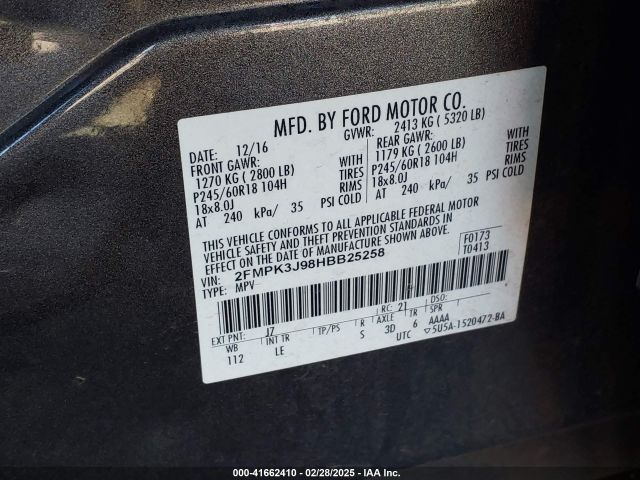 MFD. BY FORD MOTOR CO.
DATE: 12/16 GVWR: 2413 KG ( 5320 LB)
FRONT GAWR: REAR GAWR:
1270 KG ( 2800 LB) WITH 1179 KG ( 2600 LB) WITH
P245/60R18 104H TIRES P245/60R18 104H TIRES
18x8.0J RIMS 18x8.0J RIMS
AT 240 kPa/ 35 PSI COLD AT 240 kPa/ 35 PSI COLD
THIS VEHICLE CONFORMS TO ALL APPLICABLE FEDERAL MOTOR
VEHICLE SAFETY AND THEFT PREVENTION STANDARDS IN EFFECT ON
THE DATE OF MANUFACTURE SHOWN ABOVE.
VIN: 2FMPK3J98HBB25258 F0173
TYPE: MPV T0413
EXT PNT: J7 RC: 21 DSO:
WB INT TR TP/PS R AXLE TR SPR
112 LE S 3D 6 AAAA
UTC 5U5A-1520472-BA
000-41662410 - 02/28/2025 - IAA Inc.